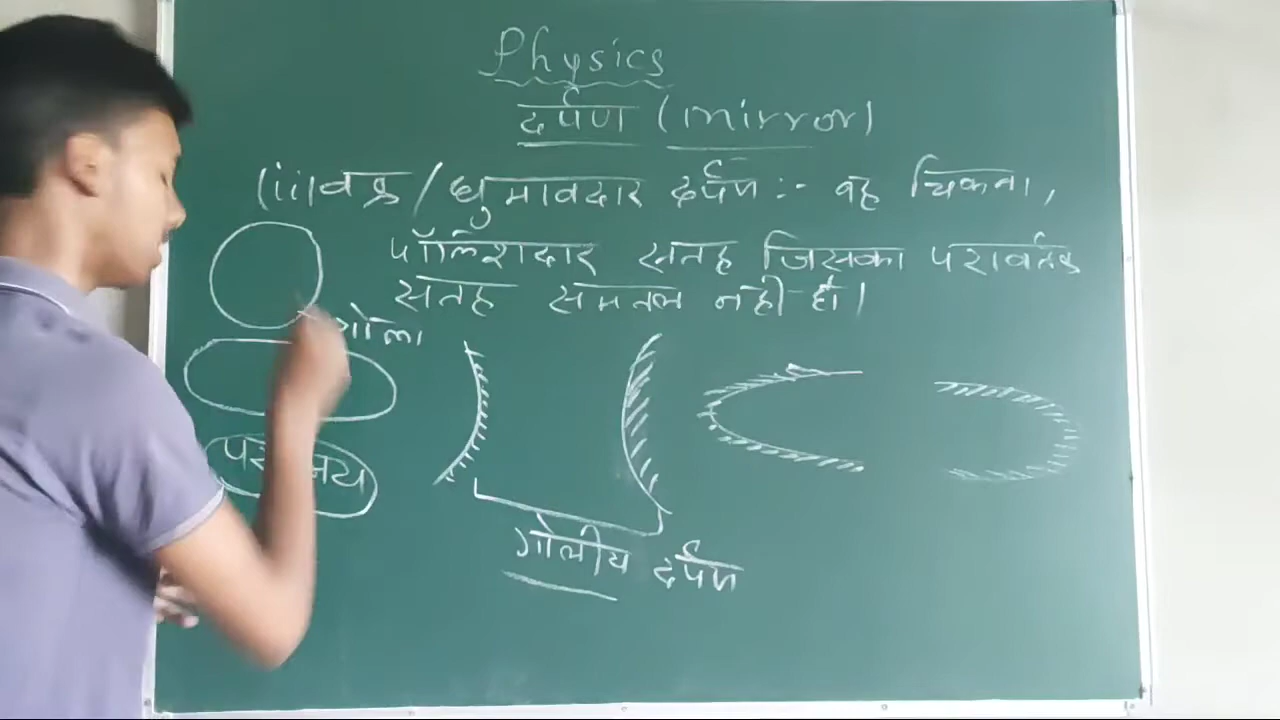 Physics
दर्पण (mirror)
(ii) वक्र / घुमावदार दर्पण :- वह चिकना,
पॉलिशदार सतह जिसका परावर्तक
सतह समतल नही हो।
गोला
गोलीय दर्पण